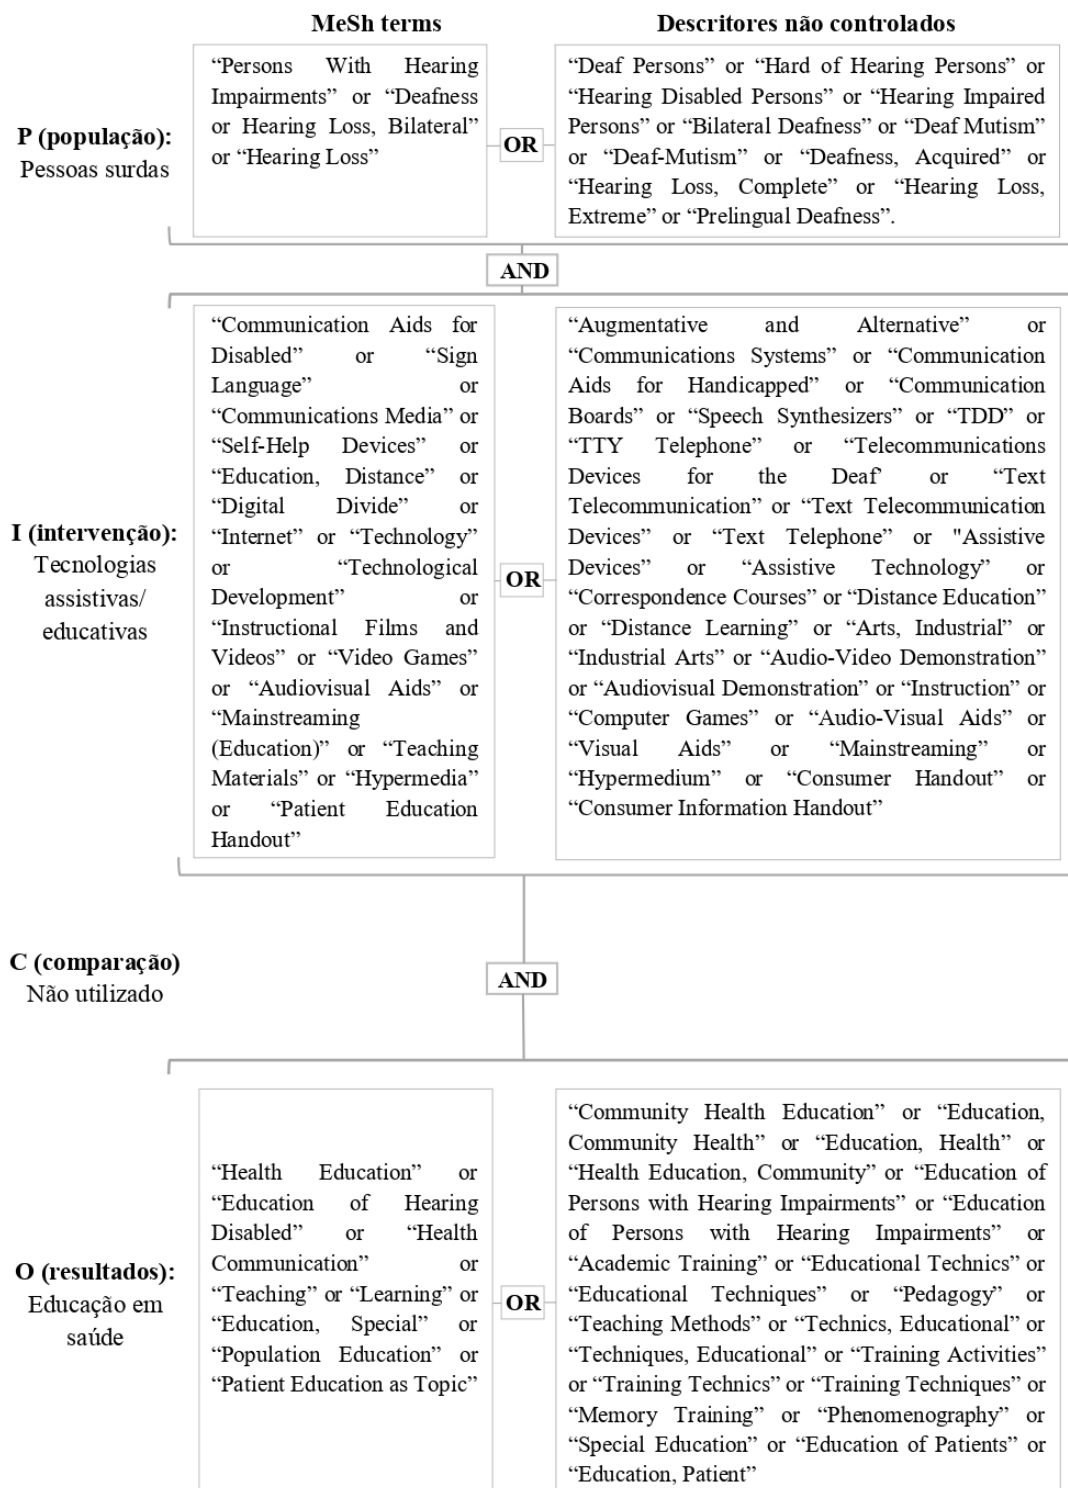 MeSh terms
Descritores não controlados
P (população):
Pessoas surdas
“Persons With Hearing
Impairments” or “Deafness
or Hearing Loss, Bilateral”
or “Hearing Loss”
OR
“Deaf Persons” or “Hard of Hearing Persons” or
“Hearing Disabled Persons” or “Hearing Impaired
Persons” or “Bilateral Deafness” or “Deaf Mutism”
or “Deaf-Mutism” or “Deafness, Acquired” or
“Hearing Loss, Complete” or “Hearing Loss,
Extreme” or “Prelingual Deafness”.
AND
I (intervenção):
Tecnologias
assistivas/
educativas
“Communication Aids for
Disabled” or “Sign
Language” or
“Communications Media” or
“Self-Help Devices” or
“Education, Distance” or
“Digital Divide” or
“Internet” or “Technology”
or “Technological
Development” or
“Instructional Films and
Videos” or “Video Games”
or “Audiovisual Aids” or
“Mainstreaming
(Education)” or “Teaching
Materials” or “Hypermedia”
or “Patient Education
Handout”
OR
“Augmentative and Alternative” or
“Communications Systems” or “Communication
Aids for Handicapped” or “Communication
Boards” or “Speech Synthesizers” or “TDD” or
“TTY Telephone” or “Telecommunications
Devices for the Deaf' or “Text
Telecommunication” or “Text Telecommunication
Devices” or “Text Telephone” or "Assistive
Devices” or “Assistive Technology” or
“Correspondence Courses” or “Distance Education”
or “Distance Learning” or “Arts, Industrial” or
“Industrial Arts” or “Audio-Video Demonstration”
or “Audiovisual Demonstration” or “Instruction” or
“Computer Games” or “Audio-Visual Aids” or
“Visual Aids” or “Mainstreaming” or
“Hypermedium” or “Consumer Handout” or
“Consumer Information Handout”
C (comparação)
Não utilizado
AND
O (resultados):
Educação em
saúde
“Health Education” or
“Education of Hearing
Disabled” or “Health
Communication” or
“Teaching” or “Learning” or
“Education, Special” or
“Population Education” or
“Patient Education as Topic”
OR
“Community Health Education” or “Education,
Community Health” or “Education, Health” or
“Health Education, Community” or “Education of
Persons with Hearing Impairments” or “Education
of Persons with Hearing Impairments” or
“Academic Training” or “Educational Technics” or
“Educational Techniques” or “Pedagogy” or
“Teaching Methods” or “Technics, Educational” or
“Techniques, Educational” or “Training Activities”
or “Training Technics” or “Training Techniques” or
“Memory Training” or “Phenomenography” or
“Special Education” or “Education of Patients” or
“Education, Patient”